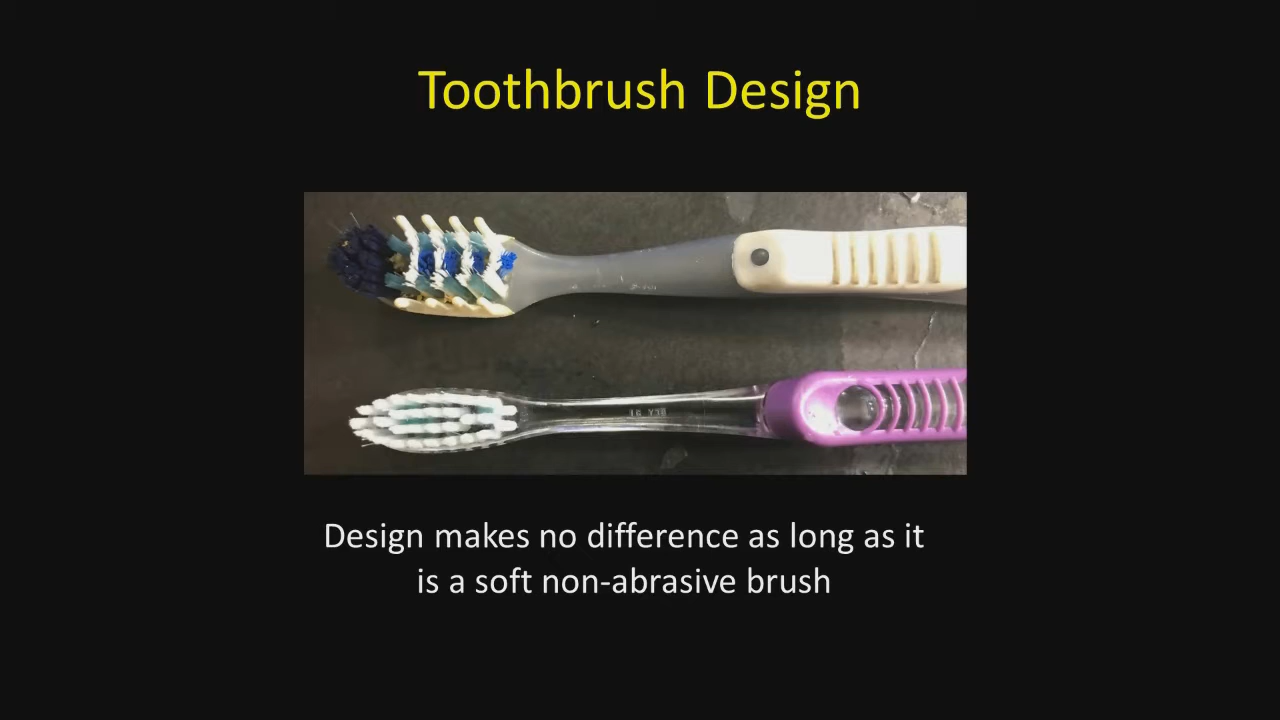 Toothbrush Design
Design makes no difference as long as it
is a soft non-abrasive brush